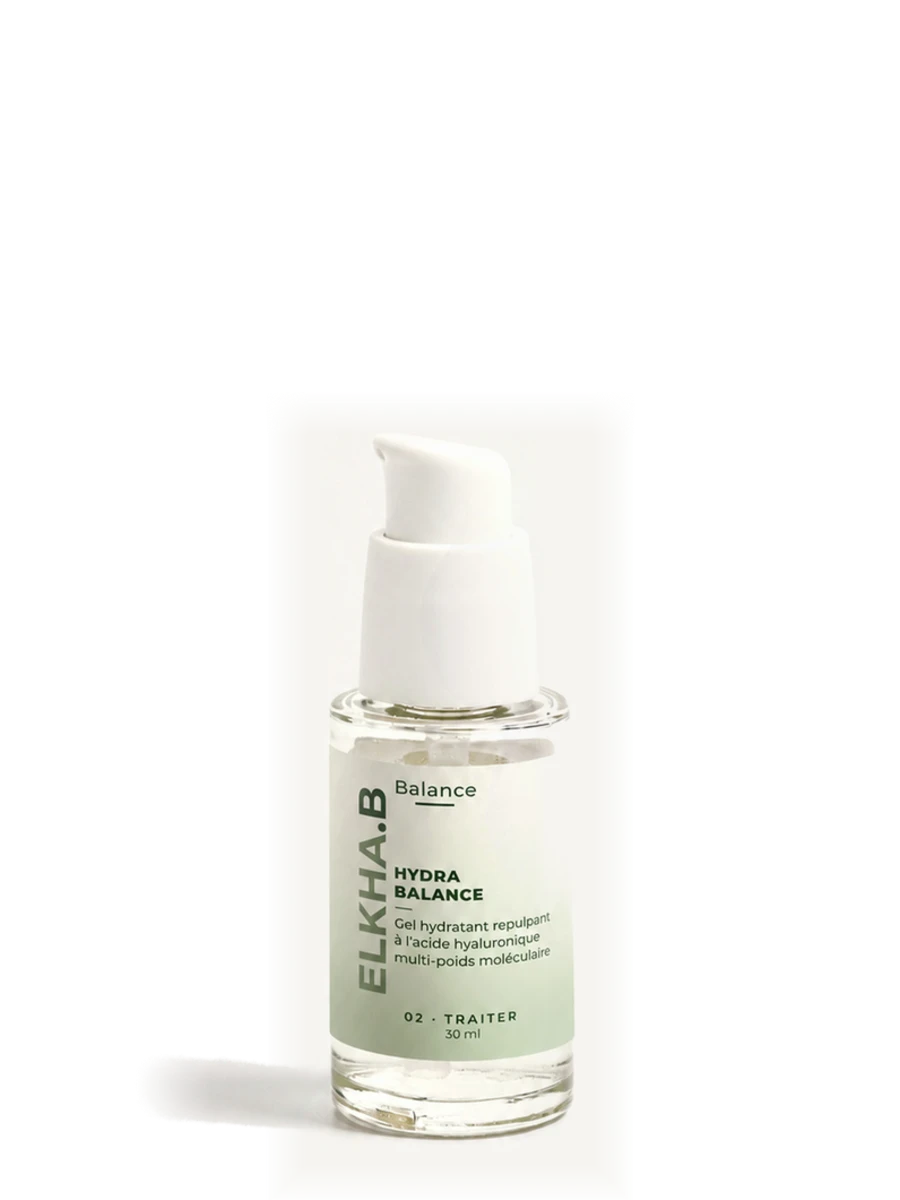 ELKHA.B
Balance
HYDRA
BALANCE
Gel hydratant repulpant
à l'acide hyaluronique
multi-poids moléculaire
02 · TRAITER
30 ml